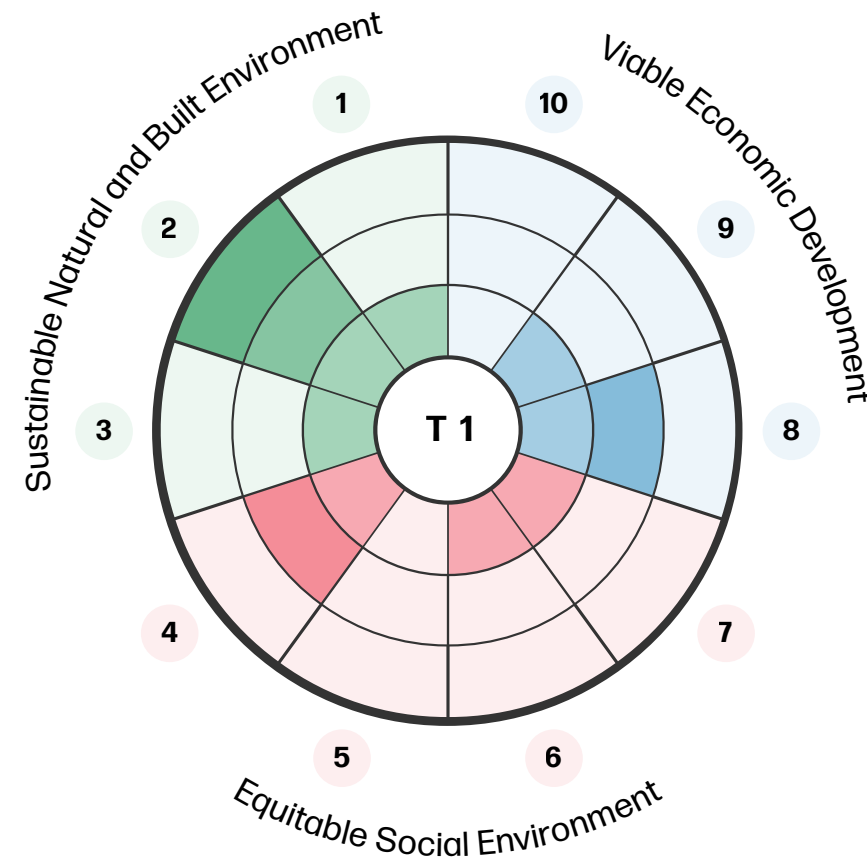 Sustainable Natural and Built Environment
Viable Economic Development
1
10
2
9
T 1
3
8
4
7
5
6
Equitable Social Environment